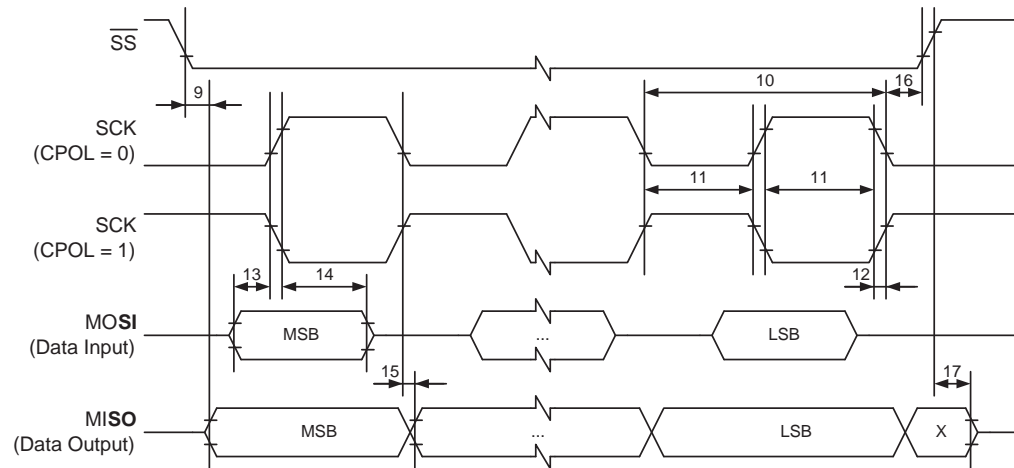 SS
10
16
9
SCK
(CPOL = 0)
11
11
SCK
(CPOL = 1)
13
14
12
MOSI
(Data Input)
MSB
...
LSB
15
17
MISO
(Data Output)
MSB
...
LSB
X